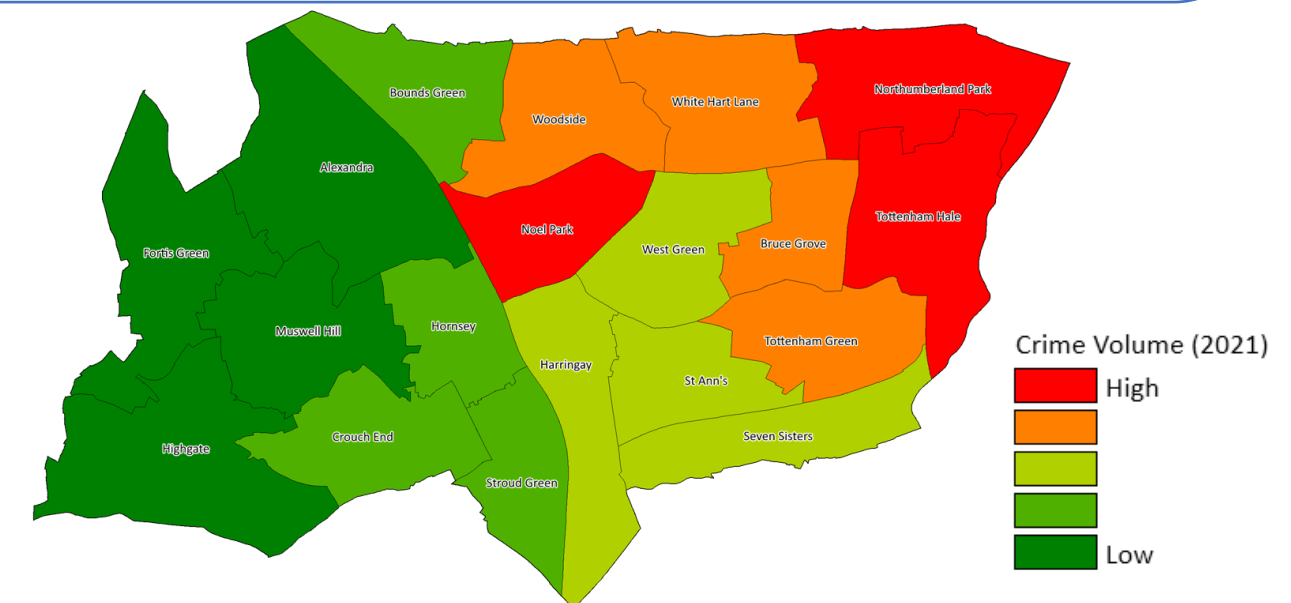 Bounds Green
Woodside
White Hart Lane
Northumberland Park
Alexandra
Noel Park
Tottenham Hale
Fortis Green
West Green
Bruce Grove
Muswell Hill
Hornsey
Harringay
Tottenham Green
St Ann's
Crouch End
Seven Sisters
Highgate
Stroud Green
Crime Volume (2021)
High
Low